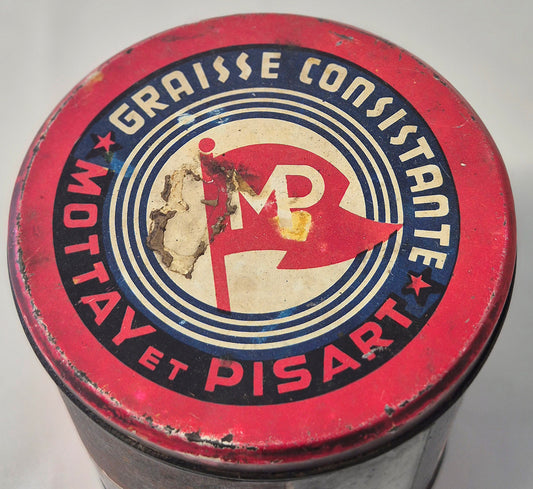 GRAISSE CONSISTANTE
MP
MOTTAY ET PISART